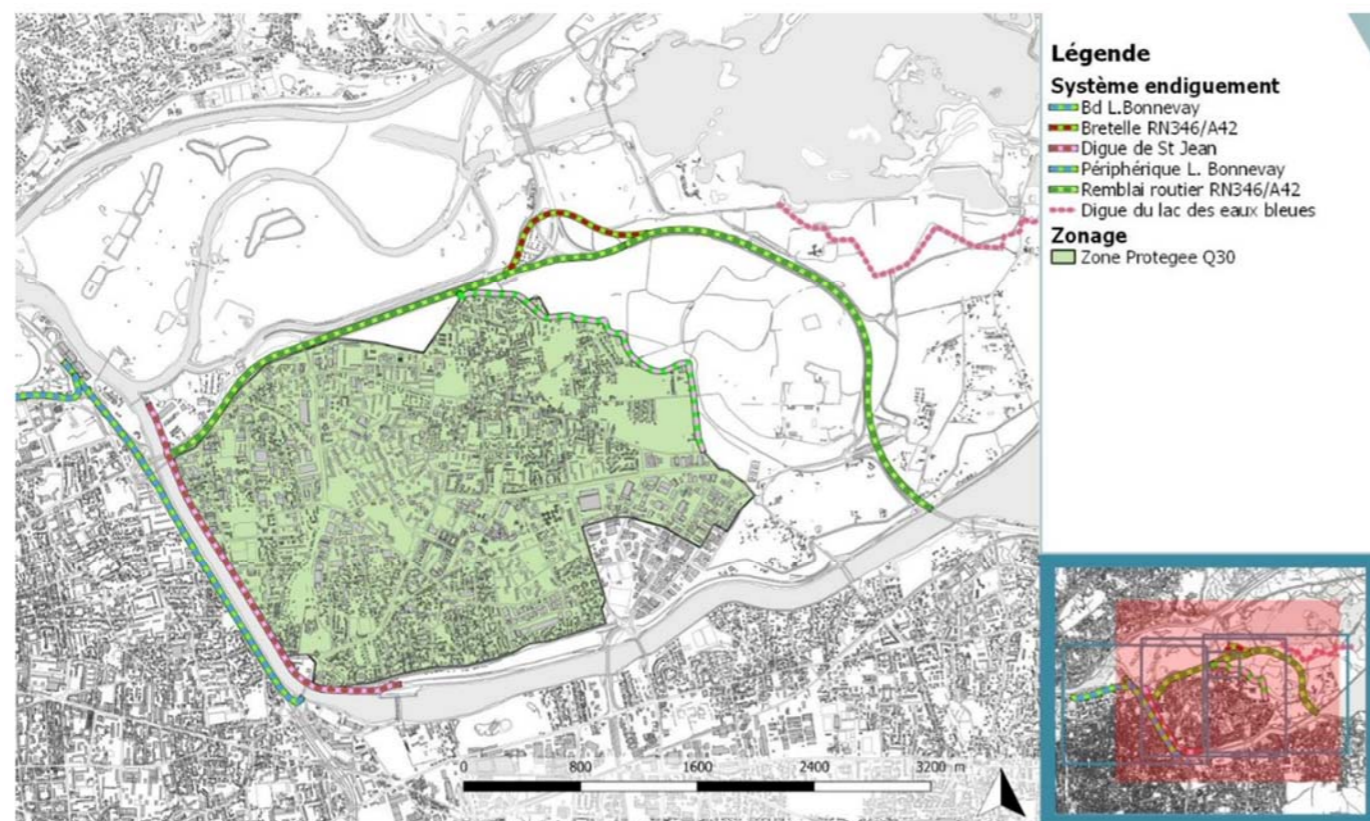 Légende
Système endiguement
Bd L.Bonnevay
Bretelle RN346/A42
Digue de St Jean
Périphérique L. Bonnevay
Remblai routier RN346/A42
Digue du lac des eaux bleues
Zonage
Zone Protegee Q30
0 800 1600 2400 3200 m